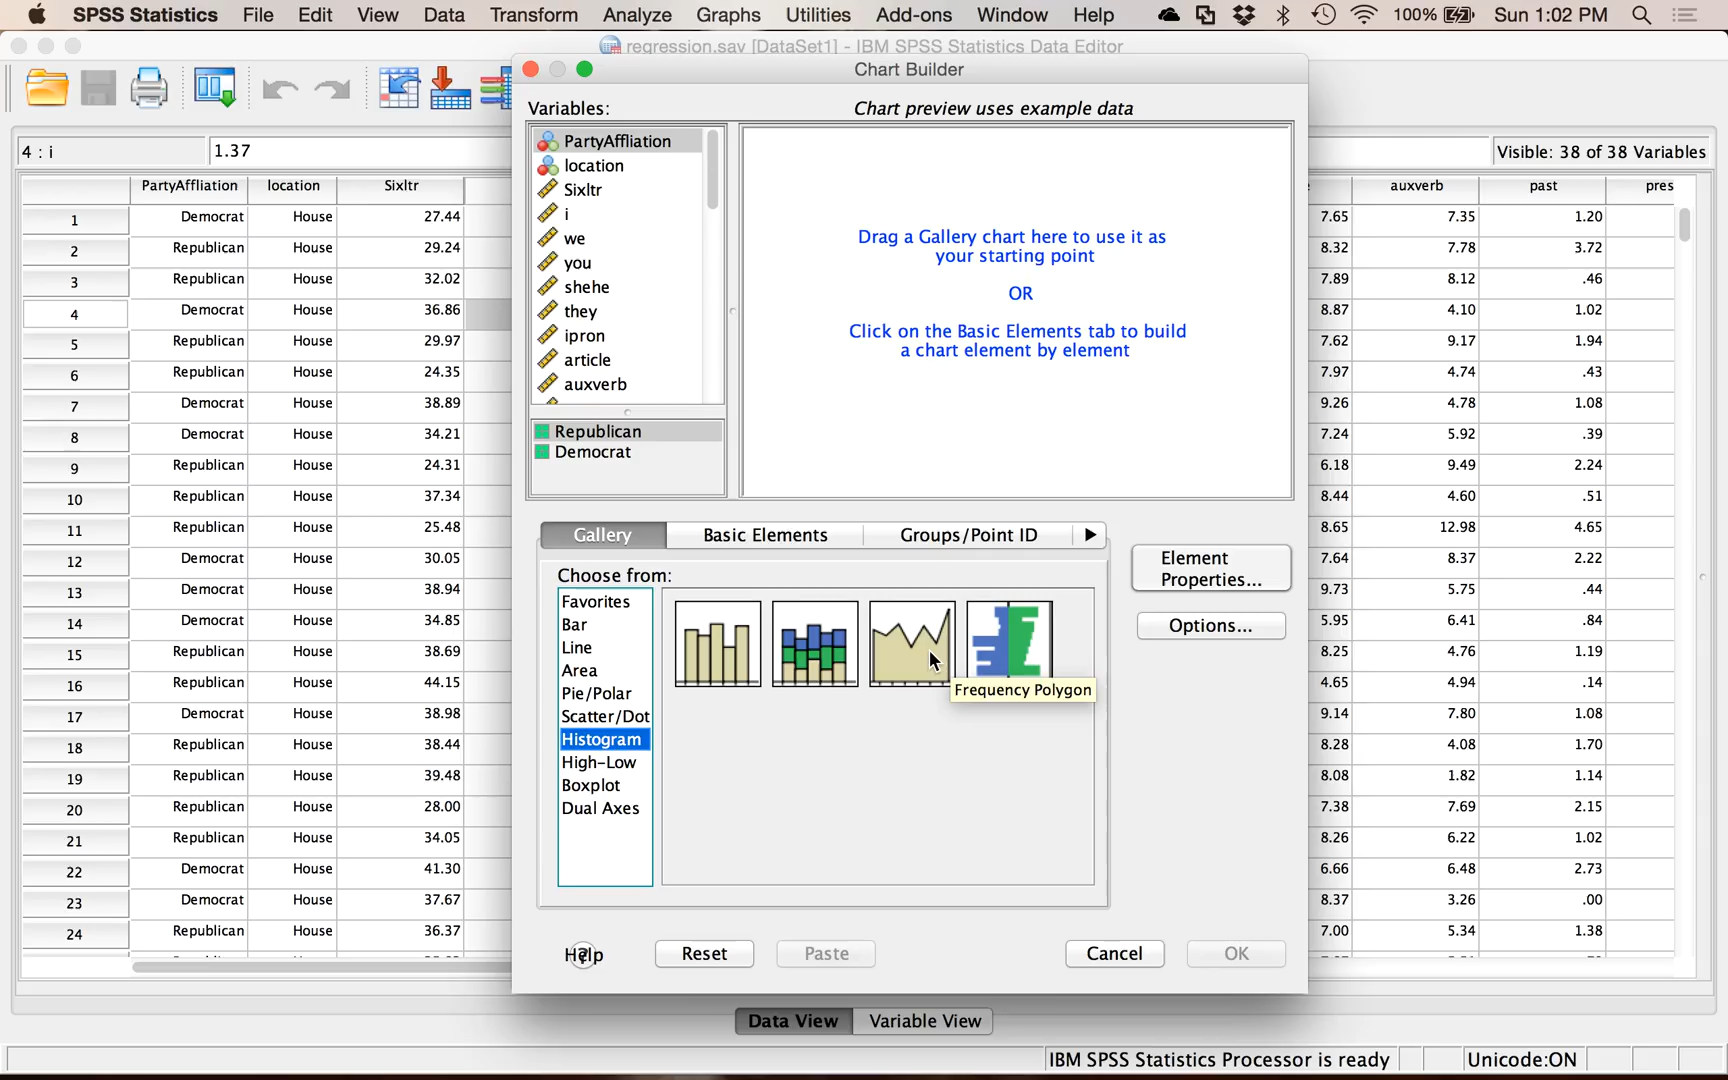 SPSS Statistics File Edit View Data Transform Analyze Graphs Utilities Add-ons Window Help 100% Sun 1:02 PM
regression.sav [DataSet1] - IBM SPSS Statistics Data Editor
Chart Builder
4 : i 1.37
Visible: 38 of 38 Variables
PartyAffliation location Sixltr auxverb past pres
1 Democrat House 27.44 7.65 7.35 1.20
2 Republican House 29.24 8.32 7.78 3.72
3 Republican House 32.02 7.89 8.12 .46
4 Democrat House 36.86 8.87 4.10 1.02
5 Republican House 29.97 7.62 9.17 1.94
6 Republican House 24.35 7.97 4.74 .43
7 Democrat House 38.89 9.26 4.78 1.08
8 Democrat House 34.21 7.24 5.92 .39
9 Republican House 24.31 6.18 9.49 2.24
10 Republican House 37.34 8.44 4.60 .51
11 Republican House 25.48 8.65 12.98 4.65
12 Democrat House 30.05 7.64 8.37 2.22
13 Democrat House 38.94 9.73 5.75 .44
14 Democrat House 34.85 5.95 6.41 .84
15 Republican House 38.69 8.25 4.76 1.19
16 Republican House 44.15 4.65 4.94 .14
17 Democrat House 38.98 9.14 7.80 1.08
18 Republican House 38.44 8.28 4.08 1.70
19 Republican House 39.48 8.08 1.82 1.14
20 Republican House 28.00 7.38 7.69 2.15
21 Republican House 34.05 8.26 6.22 1.02
22 Democrat House 41.30 6.66 6.48 2.73
23 Democrat House 37.67 8.37 3.26 .00
24 Republican House 36.37 7.00 5.34 1.38
Variables:
Chart preview uses example data
PartyAffliation
location
Sixltr
i
we
you
shehe
they
ipron
article
auxverb
Republican
Democrat
Drag a Gallery chart here to use it as
your starting point
OR
Click on the Basic Elements tab to build
a chart element by element
Gallery Basic Elements Groups/Point ID
Element
Properties...
Options...
Choose from:
Favorites
Bar
Line
Area
Pie/Polar
Scatter/Dot
Histogram
High-Low
Boxplot
Dual Axes
Frequency Polygon
Help Reset Paste Cancel OK
Data View Variable View
IBM SPSS Statistics Processor is ready Unicode:ON